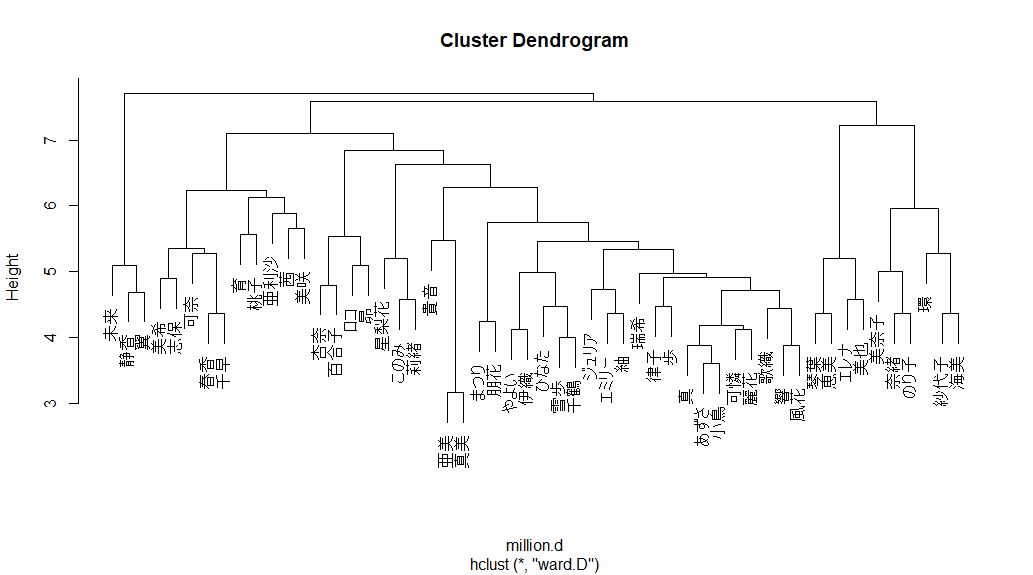 Cluster Dendrogram
Height
7
6
5
4
3
未来
静香
翼
美希
志保
可奈
春香
千早
育
桃子
亜利沙
茜
美咲
杏奈
百合子
ロコ
昴
星梨花
このみ
莉緒
貴音
亜美
真美
まつり
朋花
やよい
伊織
ひなた
雪歩
千鶴
ジュリア
エミリー
紬
瑞希
律子
歩
真
あずさ
小鳥
可憐
麗花
歌織
響
風花
琴葉
恵美
エレナ
美也
美奈子
奈緒
のり子
環
紗代子
海美
million.d
hclust (*, "ward.D")